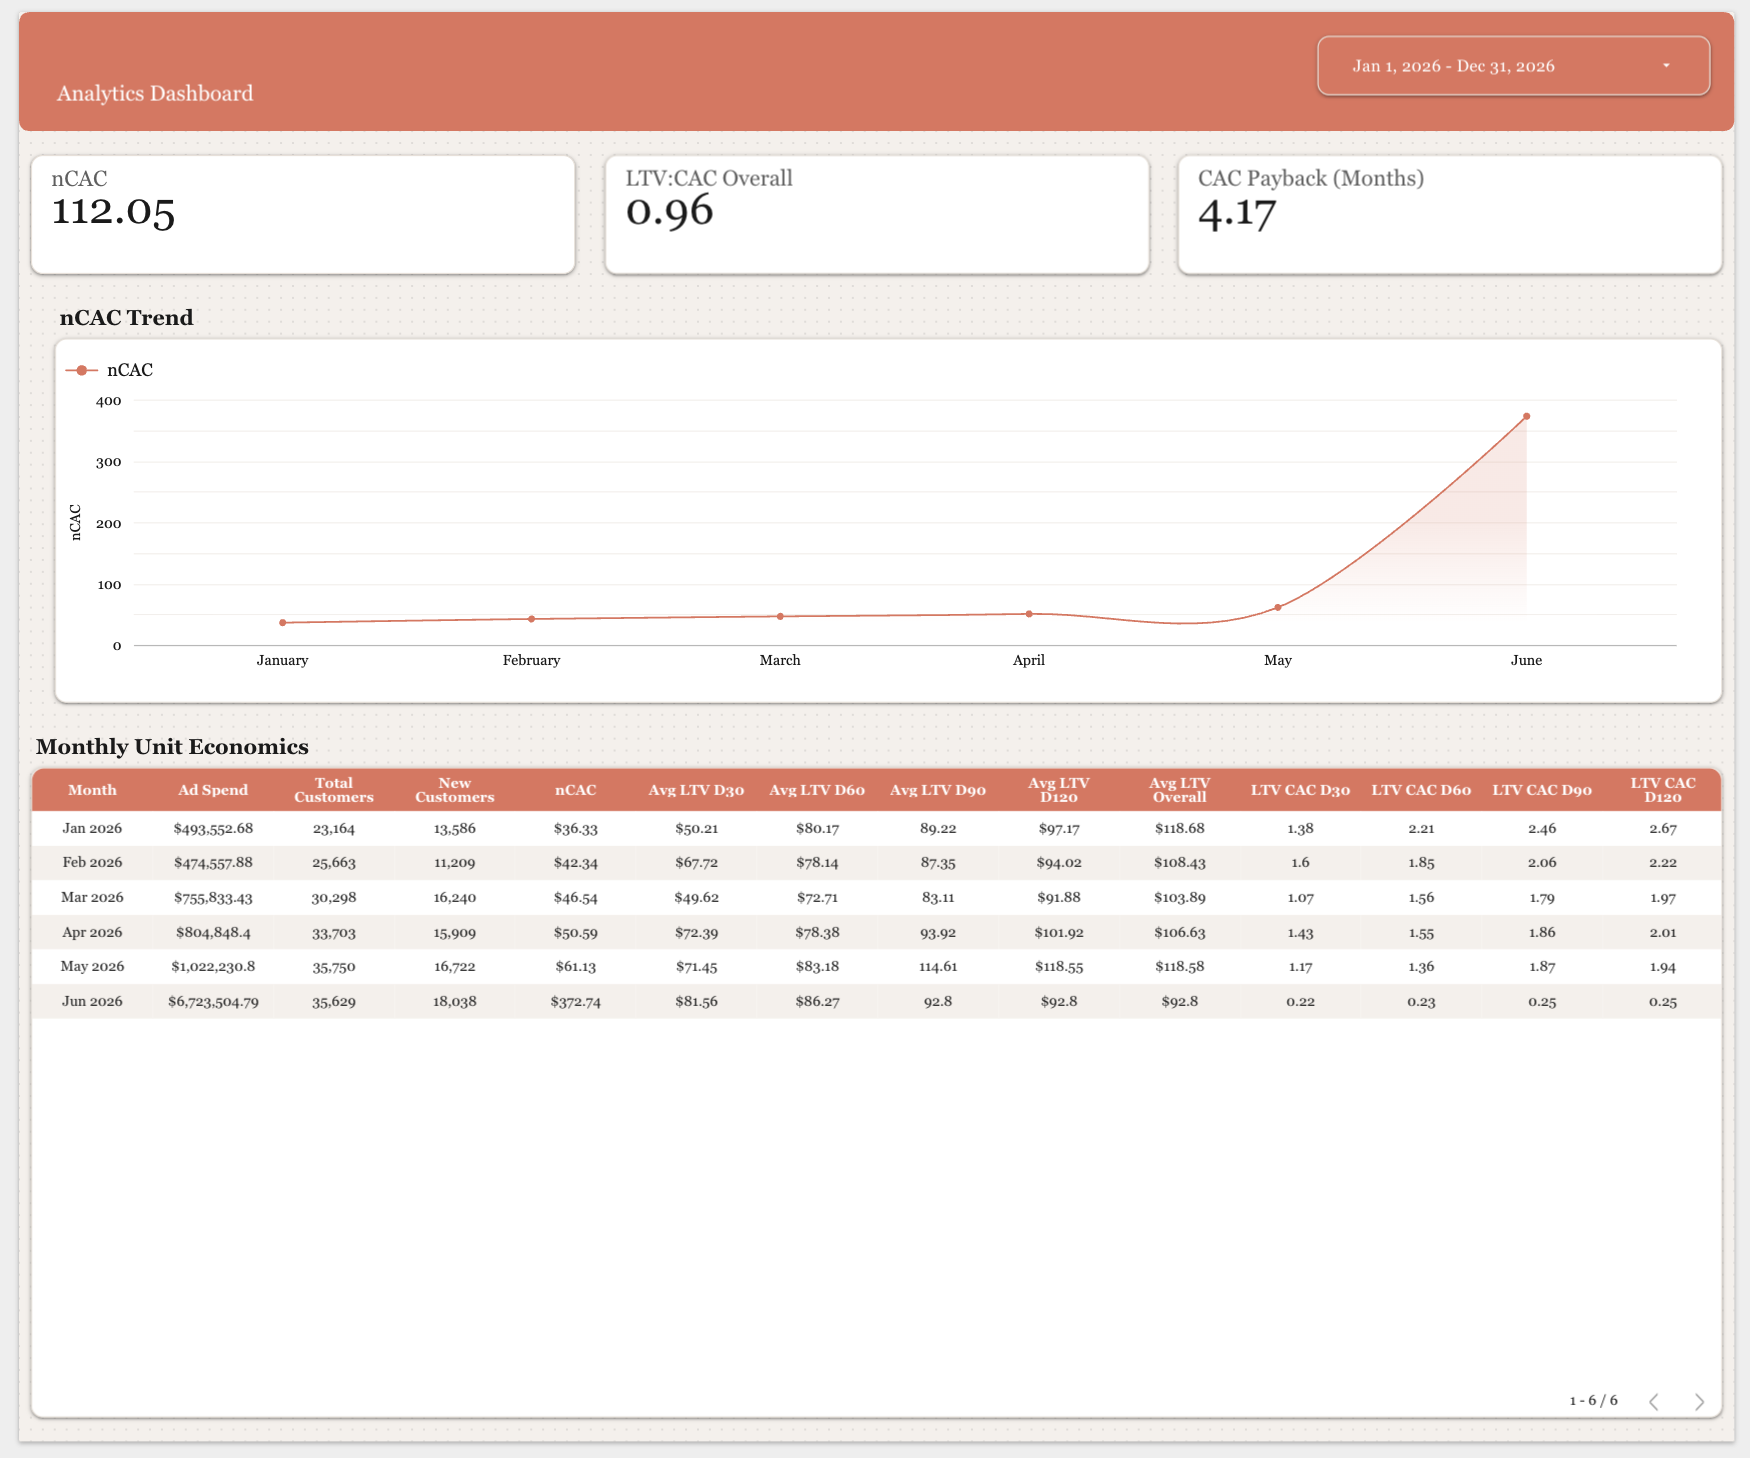 Analytics Dashboard
Jan 1, 2026 - Dec 31, 2026
nCAC
112.05
LTV:CAC Overall
0.96
CAC Payback (Months)
4.17
nCAC Trend
nCAC
400
300
200
100
0
nCAC
January February March April May June
Monthly Unit Economics
Month Ad Spend Total Customers New Customers nCAC Avg LTV D30 Avg LTV D60 Avg LTV D90 Avg LTV D120 Avg LTV Overall LTV CAC D30 LTV CAC D60 LTV CAC D90 LTV CAC D120
Jan 2026 $493,552.68 23,164 13,586 $36.33 $50.21 $80.17 89.22 $97.17 $118.68 1.38 2.21 2.46 2.67
Feb 2026 $474,557.88 25,663 11,209 $42.34 $67.72 $78.14 87.35 $94.02 $108.43 1.6 1.85 2.06 2.22
Mar 2026 $755,833.43 30,298 16,240 $46.54 $49.62 $72.71 83.11 $91.88 $103.89 1.07 1.56 1.79 1.97
Apr 2026 $804,848.4 33,703 15,909 $50.59 $72.39 $78.38 93.92 $101.92 $106.63 1.43 1.55 1.86 2.01
May 2026 $1,022,230.8 35,750 16,722 $61.13 $71.45 $83.18 114.61 $118.55 $118.58 1.17 1.36 1.87 1.94
Jun 2026 $6,723,504.79 35,629 18,038 $372.74 $81.56 $86.27 92.8 $92.8 $92.8 0.22 0.23 0.25 0.25
1 - 6 / 6